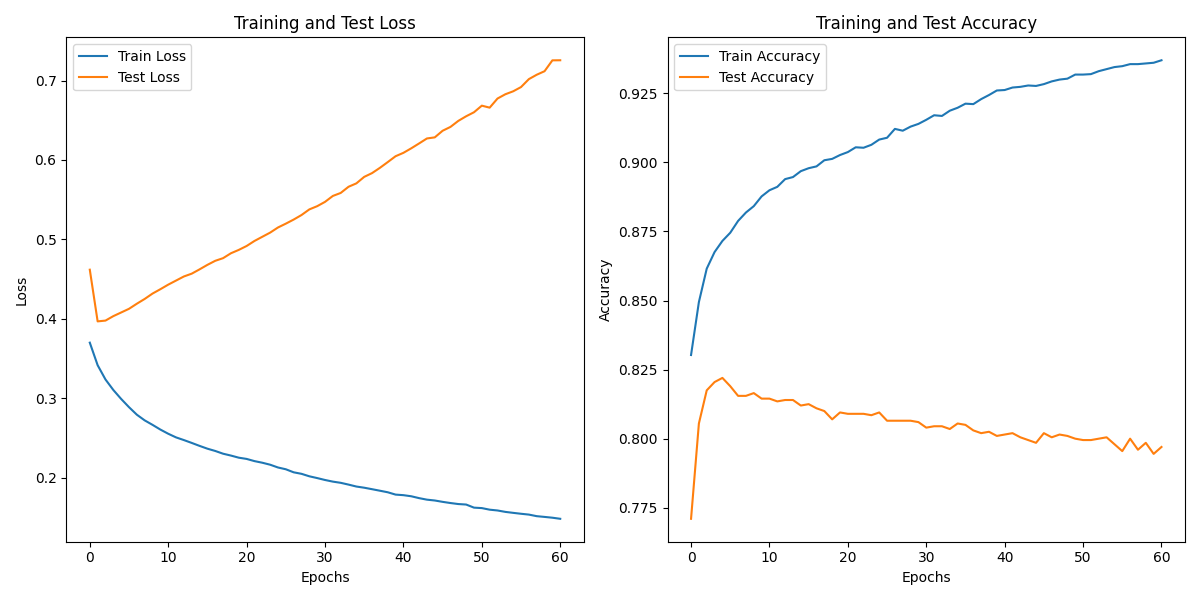 Training and Test Loss
Train Loss
Test Loss
0.7
0.6
0.5
0.4
0.3
0.2
Loss
0 10 20 30 40 50 60
Epochs
Training and Test Accuracy
Train Accuracy
Test Accuracy
0.925
0.900
0.875
0.850
0.825
0.800
0.775
Accuracy
0 10 20 30 40 50 60
Epochs